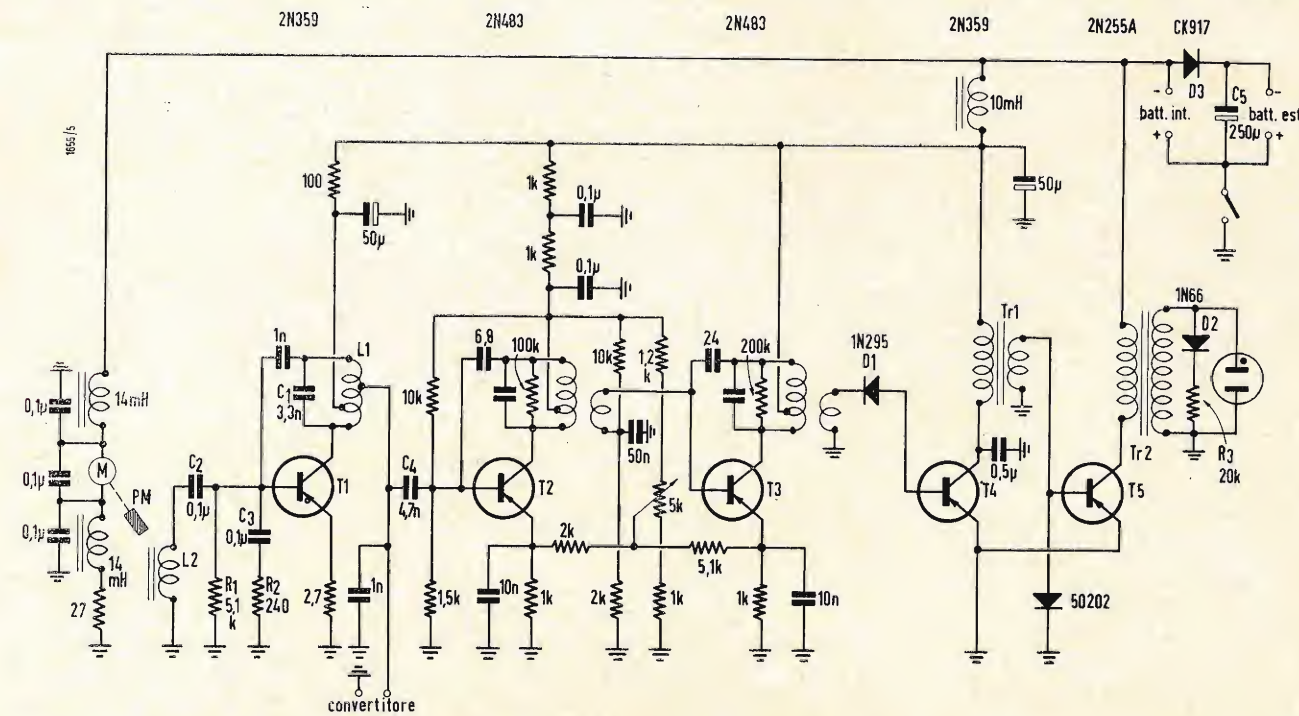 2N359
2N483
2N483
2N359
2N255A
CK917
D3
- batt. int. +
C5
250µ
- batt. est +
10mH
1655/5
100
50µ
1k
0,1µ
1k
0,1µ
50µ
1n
L1
C1
3,3n
6,8
100k
10k
1,2
k
24
200k
1N295
D1
Tr1
1N66
D2
14mH
0,1µ
0,1µ
0,1µ
M
PM
14
mH
27
C2
0,1µ
L2
C3
0,1µ
R1
5,1
k
R2
240
T1
2,7
1n
C4
4,7n
10k
T2
50n
5k
2k
5,1k
T3
0,5µ
T4
T5
Tr2
R3
20k
1,5k
10n
1k
2k
1k
1k
10n
50202
convertitore